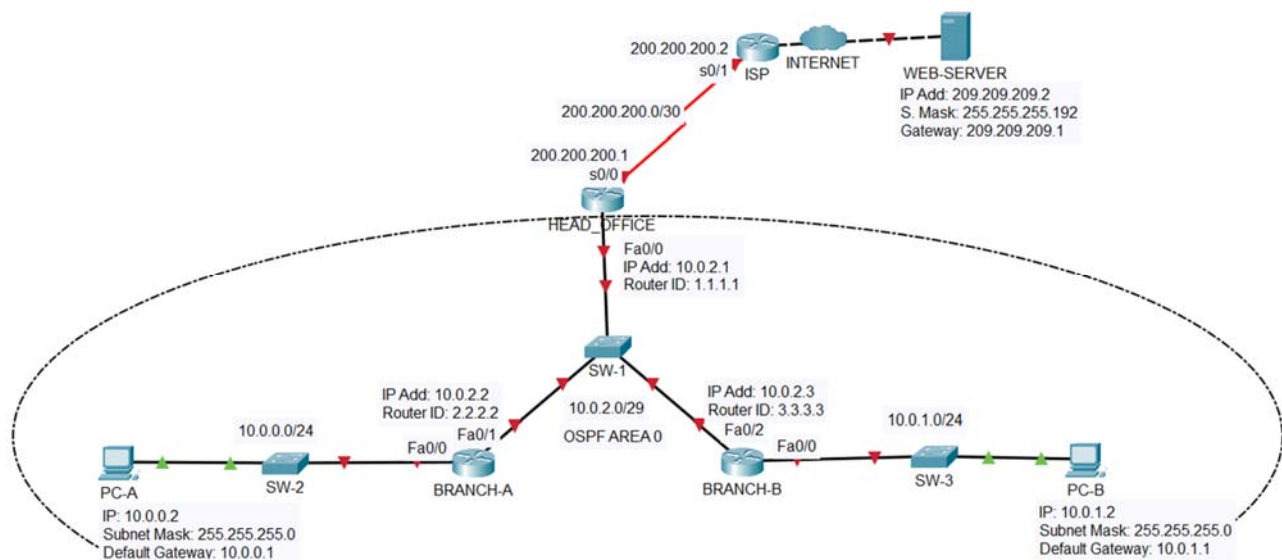 200.200.200.2
s0/1
ISP
INTERNET
WEB-SERVER
IP Add: 209.209.209.2
S. Mask: 255.255.255.192
Gateway: 209.209.209.1
200.200.200.0/30
200.200.200.1
s0/0
HEAD_OFFICE
Fa0/0
IP Add: 10.0.2.1
Router ID: 1.1.1.1
SW-1
IP Add: 10.0.2.2
Router ID: 2.2.2.2
Fa0/1
10.0.2.0/29
OSPF AREA 0
IP Add: 10.0.2.3
Router ID: 3.3.3.3
Fa0/2
10.0.0.0/24
Fa0/0
PC-A
SW-2
BRANCH-A
IP: 10.0.0.2
Subnet Mask: 255.255.255.0
Default Gateway: 10.0.0.1
Fa0/0
10.0.1.0/24
BRANCH-B
SW-3
PC-B
IP: 10.0.1.2
Subnet Mask: 255.255.255.0
Default Gateway: 10.0.1.1